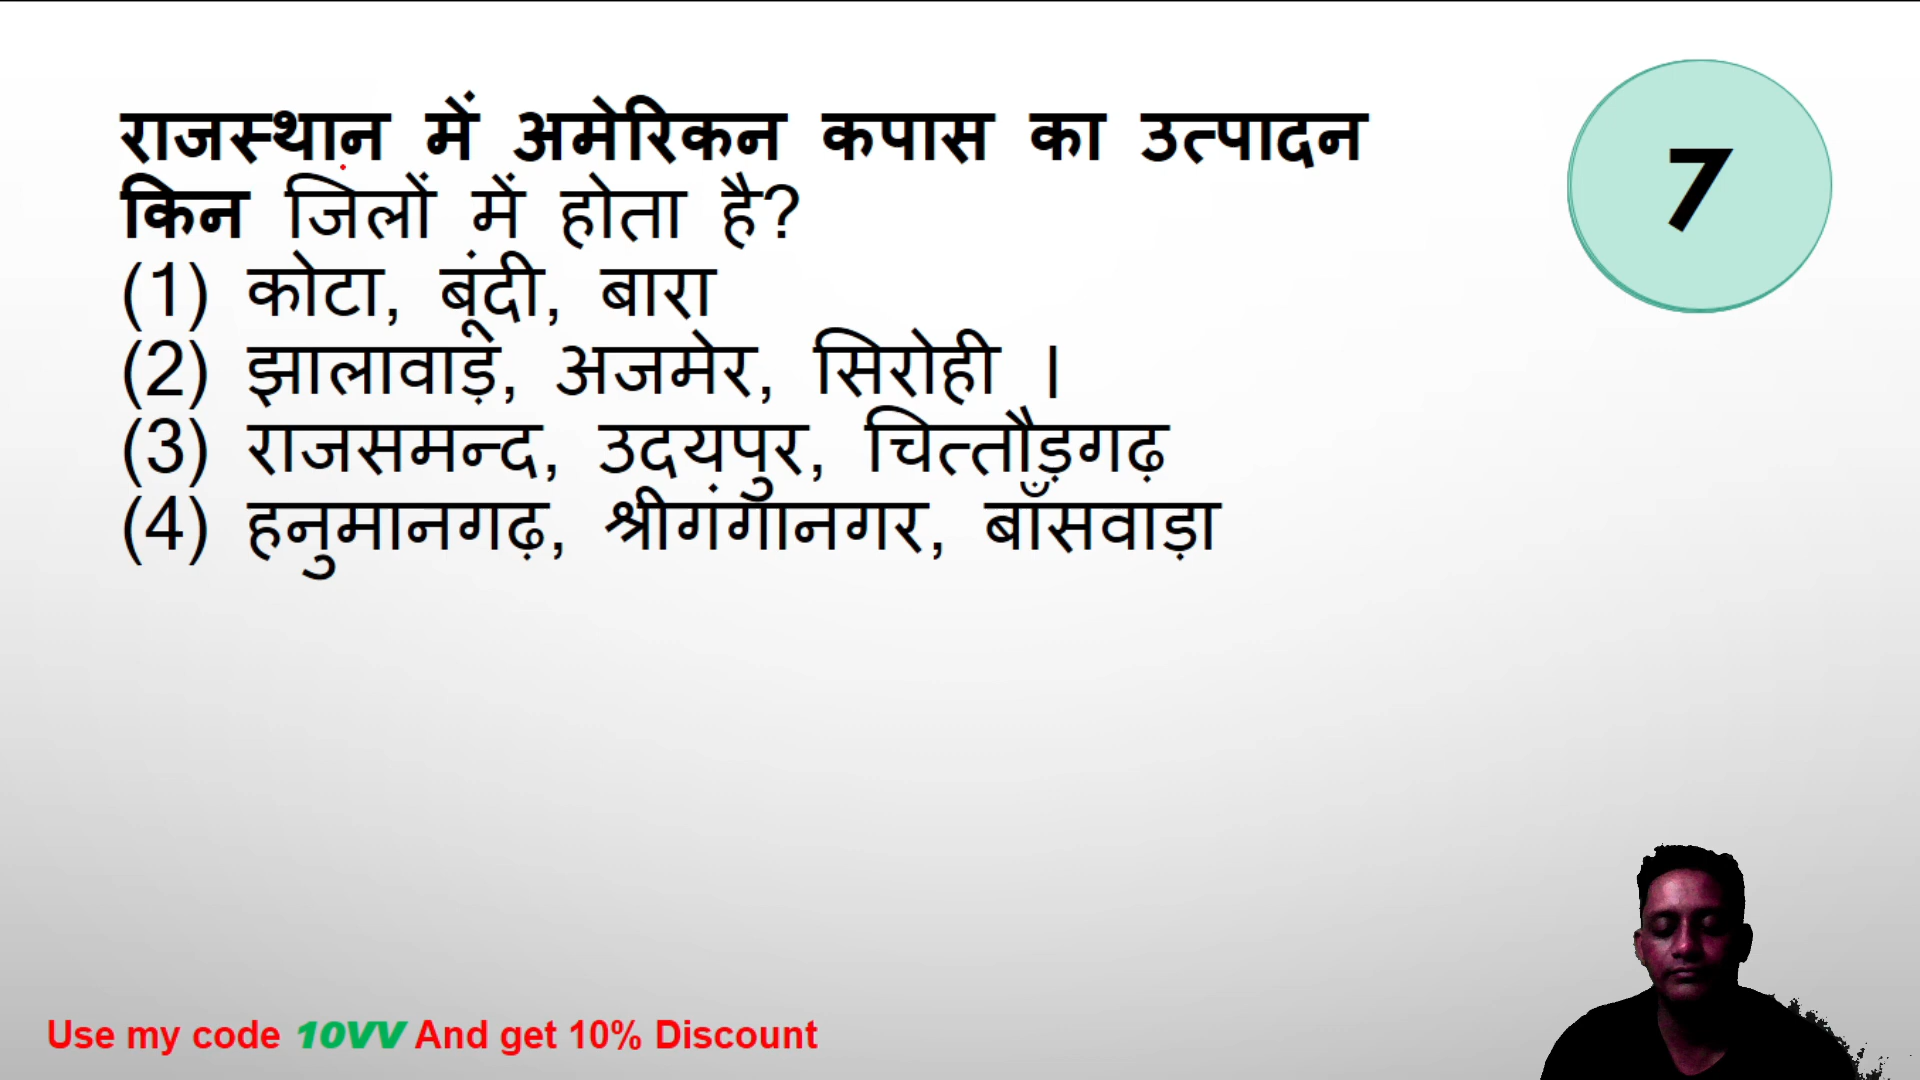 राजस्थान में अमेरिकन कपास का उत्पादन
किन जिलों में होता है?
(1) कोटा, बूंदी, बारा
(2) झालावाड़, अजमेर, सिरोही ।
(3) राजसमन्द, उदयपुर, चित्तौड़गढ़
(4) हनुमानगढ़, श्रीगंगानगर, बाँसवाड़ा
7
Use my code 10VV And get 10% Discount